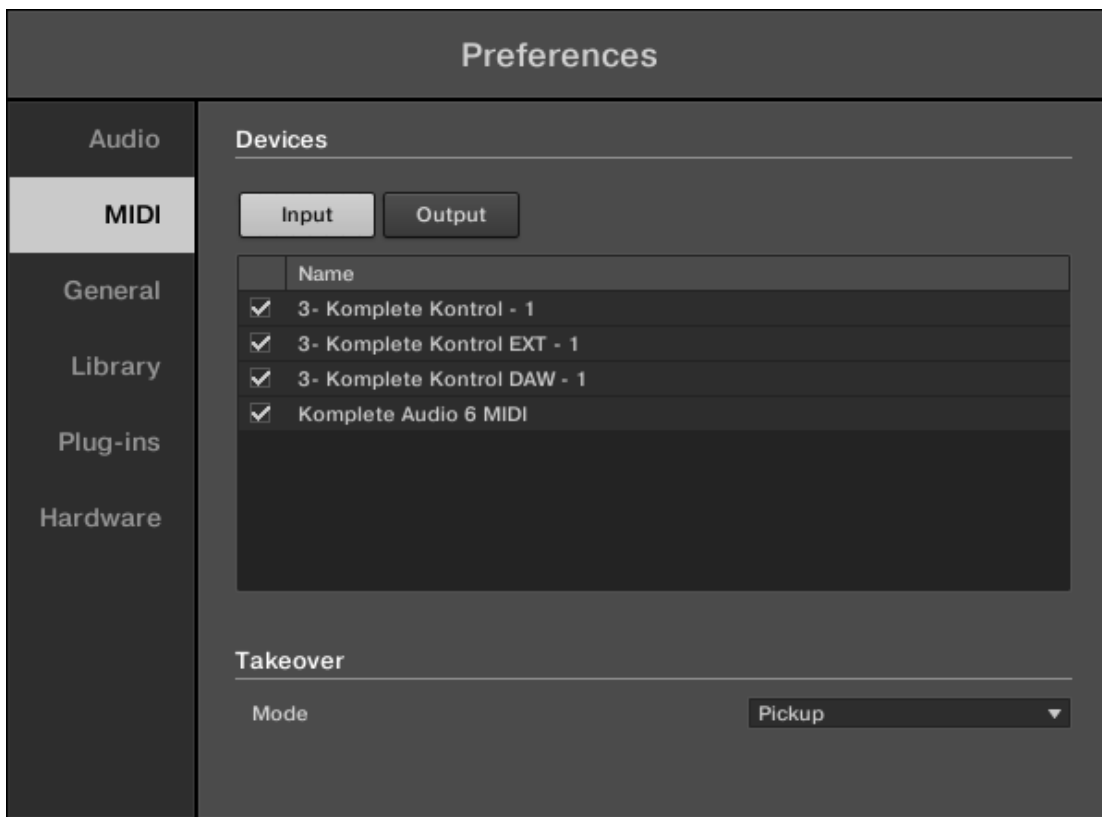 Preferences
Audio
MIDI
General
Library
Plug-ins
Hardware
Devices
Input Output
Name
3- Komplete Kontrol - 1
3- Komplete Kontrol EXT - 1
3- Komplete Kontrol DAW - 1
Komplete Audio 6 MIDI
Takeover
Mode Pickup